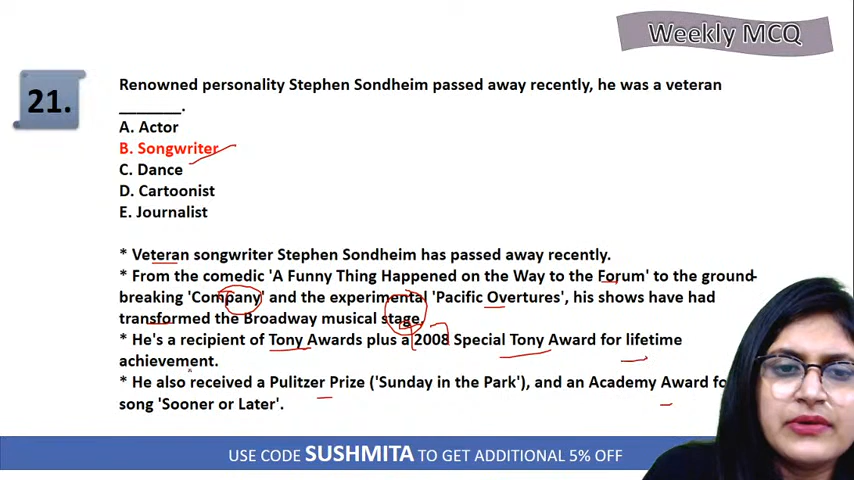 Weekly MCQ
21.
Renowned personality Stephen Sondheim passed away recently, he was a veteran
_______.
A. Actor
B. Songwriter
C. Dance
D. Cartoonist
E. Journalist
* Veteran songwriter Stephen Sondheim has passed away recently.
* From the comedic 'A Funny Thing Happened on the Way to the Forum' to the ground-
breaking 'Company' and the experimental 'Pacific Overtures', his shows have had
transformed the Broadway musical stage.
* He's a recipient of Tony Awards plus a 2008 Special Tony Award for lifetime
achievement.
* He also received a Pulitzer Prize ('Sunday in the Park'), and an Academy Award fo
song 'Sooner or Later'.
USE CODE SUSHMITA TO GET ADDITIONAL 5% OFF